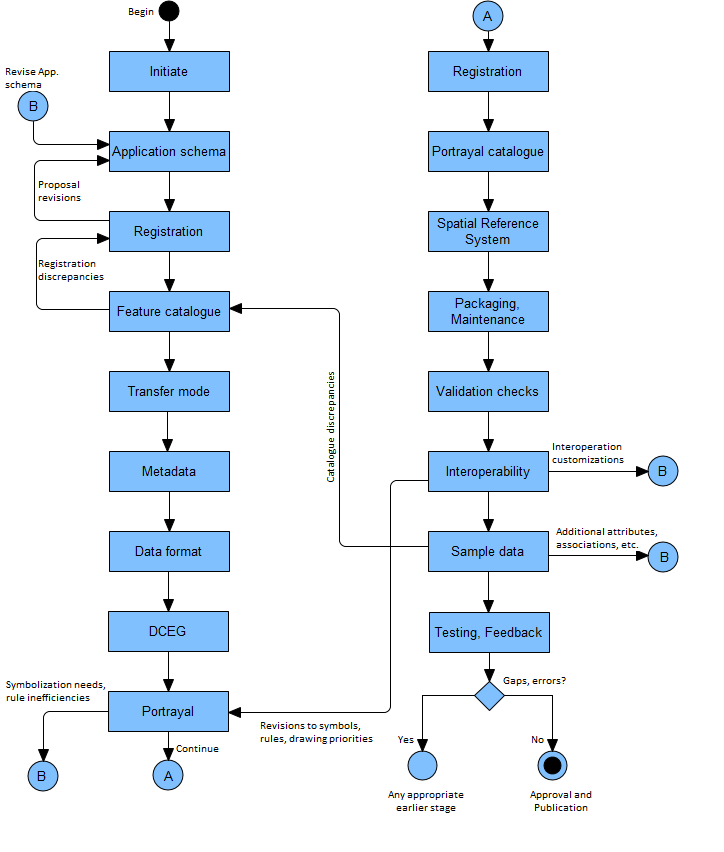 Begin
Initiate
Revise App.
schema
B
Application schema
Proposal
revisions
Registration
Registration
discrepancies
Feature catalogue
Transfer mode
Metadata
Data format
DCEG
Symbolization needs,
rule inefficiencies
Portrayal
Continue
B
A
A
Registration
Portrayal catalogue
Spatial Reference
System
Packaging,
Maintenance
Validation checks
Catalogue discrepancies
Interoperability
Interoperation
customizations
B
Sample data
Additional attributes,
associations, etc.
B
Testing, Feedback
Gaps, errors?
Revisions to symbols,
rules, drawing priorities
Yes
No
Any appropriate
earlier stage
Approval and
Publication